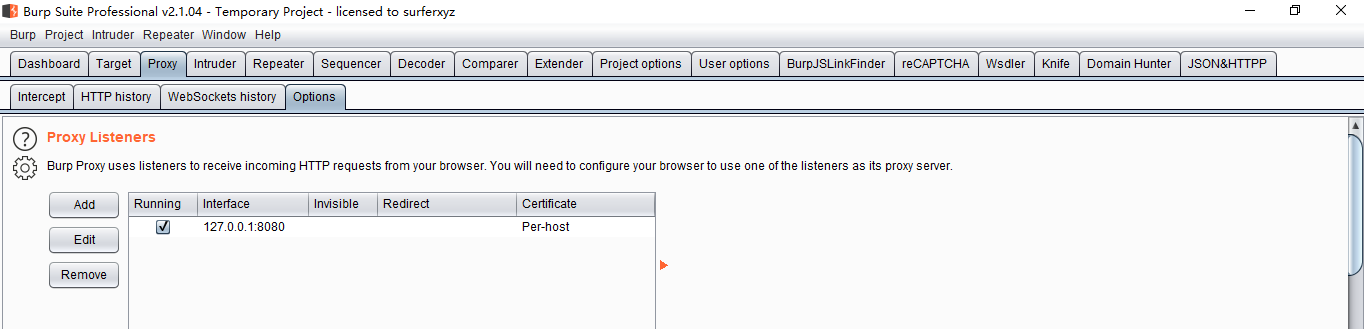 Burp Suite Professional v2.1.04 - Temporary Project - licensed to surferxyz
Burp Project Intruder Repeater Window Help
Dashboard Target Proxy Intruder Repeater Sequencer Decoder Comparer Extender Project options User options BurpJSLinkFinder reCAPTCHA Wsdler Knife Domain Hunter JSON&HTTPP
Intercept HTTP history WebSockets history Options
? Proxy Listeners
Burp Proxy uses listeners to receive incoming HTTP requests from your browser. You will need to configure your browser to use one of the listeners as its proxy server.
Add Running Interface Invisible Redirect Certificate
127.0.0.1:8080 Per-host
Edit
Remove